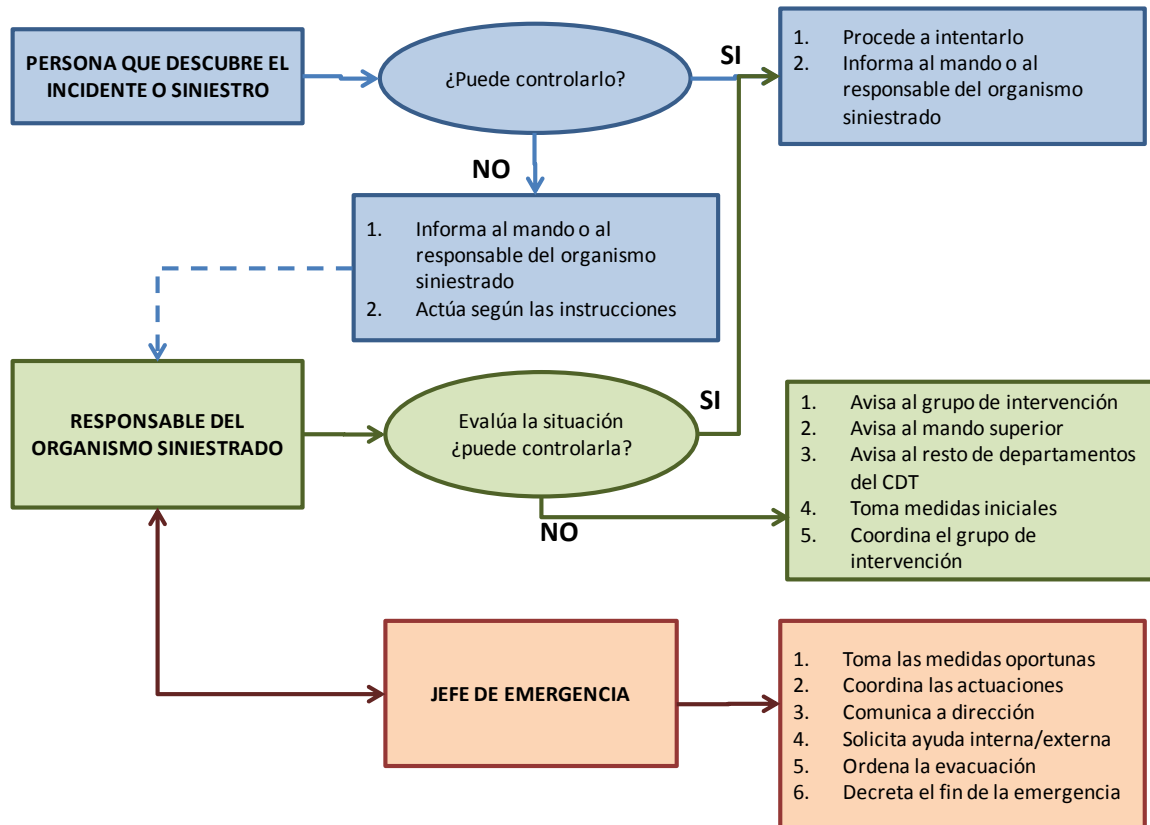 PERSONA QUE DESCUBRE EL
INCIDENTE O SINIESTRO
¿Puede controlarlo?
SI
1. Procede a intentarlo
2. Informa al mando o al
responsable del organismo
siniestrado
NO
1. Informa al mando o al
responsable del organismo
siniestrado
2. Actúa según las instrucciones
RESPONSABLE DEL
ORGANISMO SINIESTRADO
Evalúa la situación
¿puede controlarla?
SI
NO
1. Avisa al grupo de intervención
2. Avisa al mando superior
3. Avisa al resto de departamentos
del CDT
4. Toma medidas iniciales
5. Coordina el grupo de
intervención
JEFE DE EMERGENCIA
1. Toma las medidas oportunas
2. Coordina las actuaciones
3. Comunica a dirección
4. Solicita ayuda interna/externa
5. Ordena la evacuación
6. Decreta el fin de la emergencia